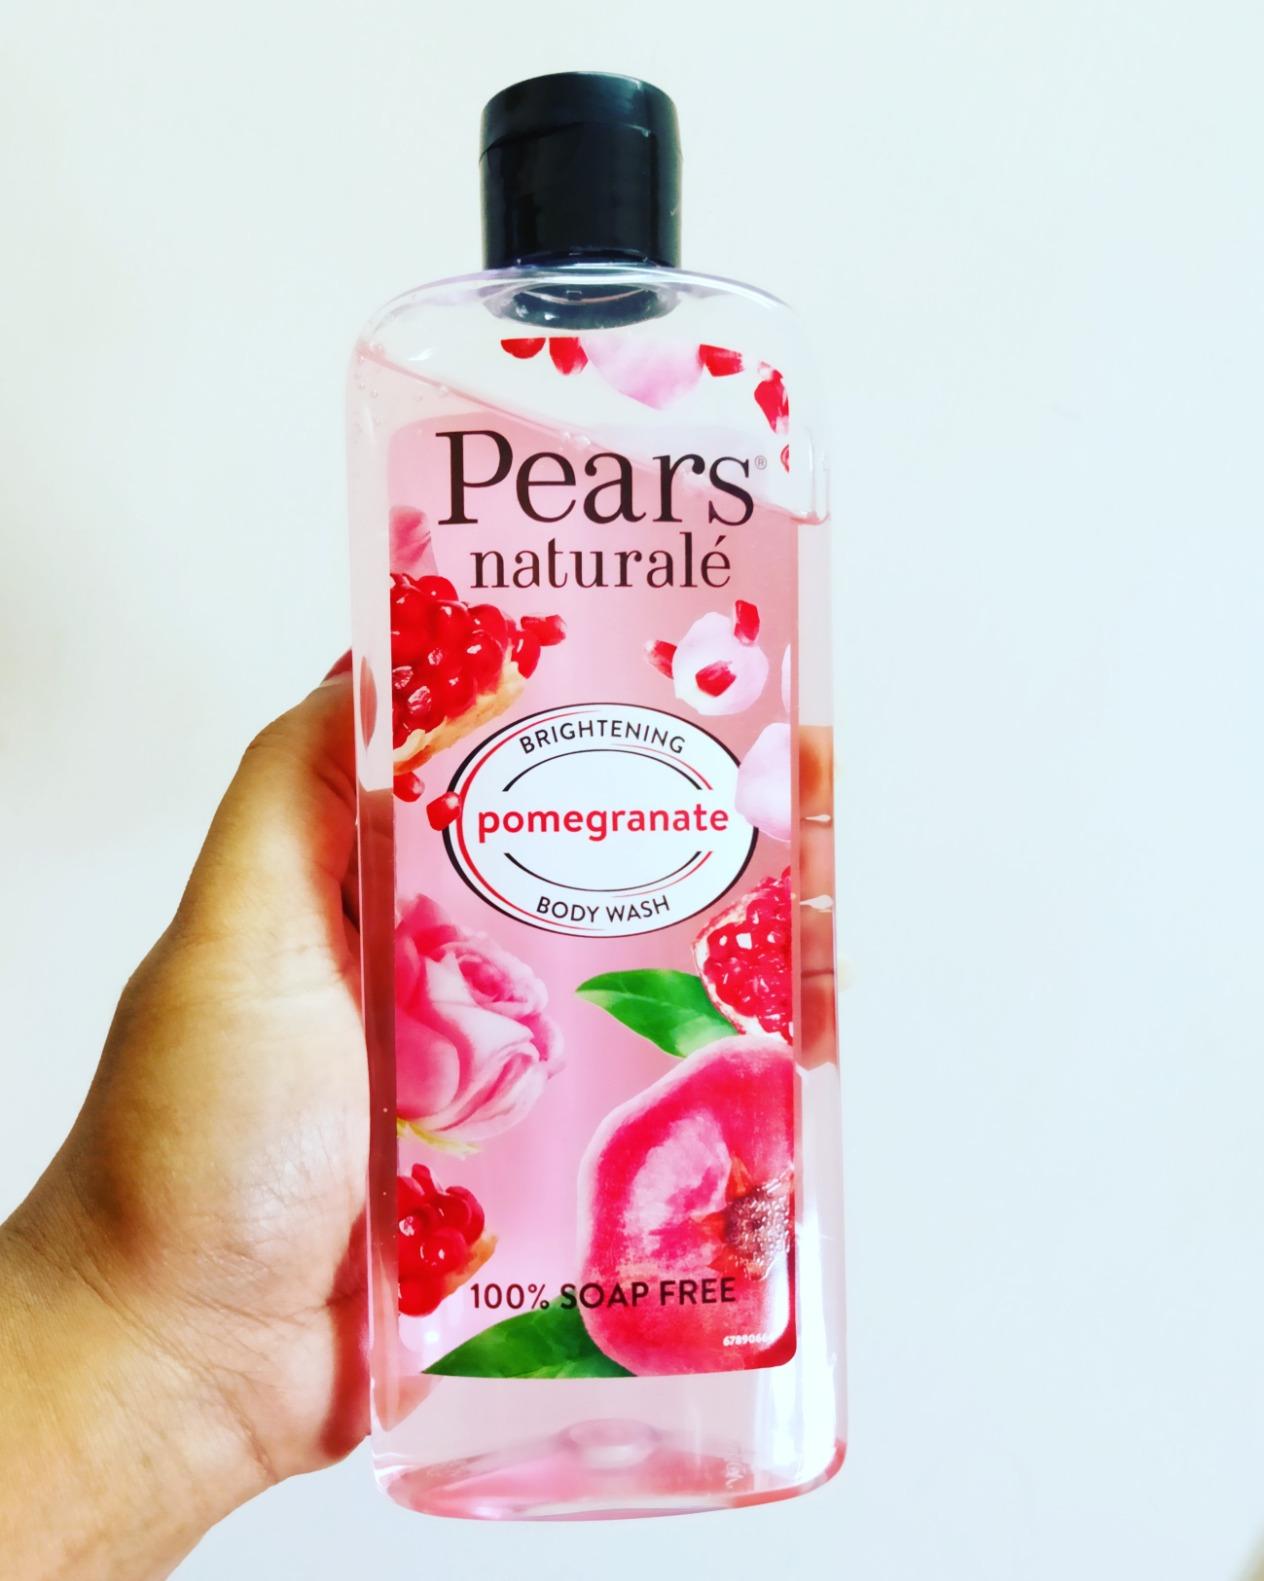 Pears®
naturalé
BRIGHTENING
pomegranate
BODY WASH
100% SOAP FREE